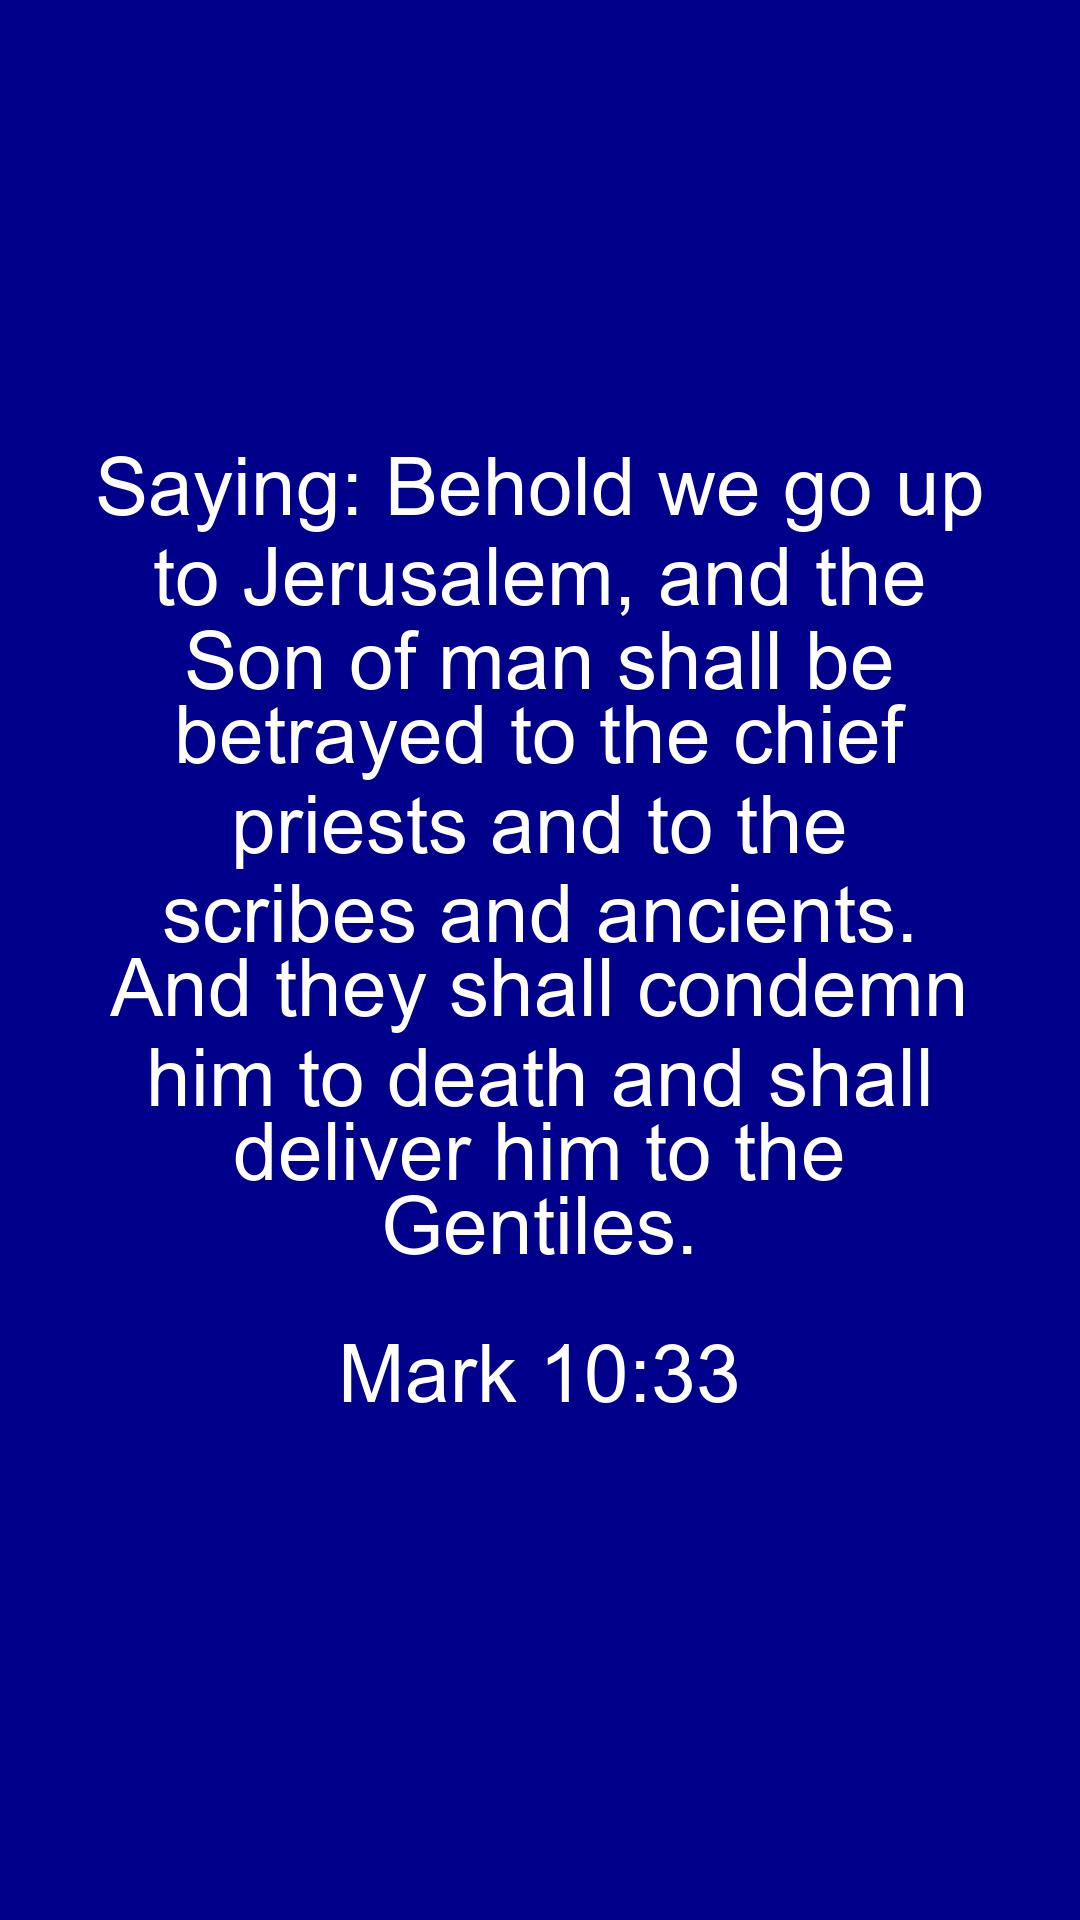 Saying: Behold we go up
to Jerusalem, and the
Son of man shall be
betrayed to the chief
priests and to the
scribes and ancients.
And they shall condemn
him to death and shall
deliver him to the
Gentiles.
Mark 10:33